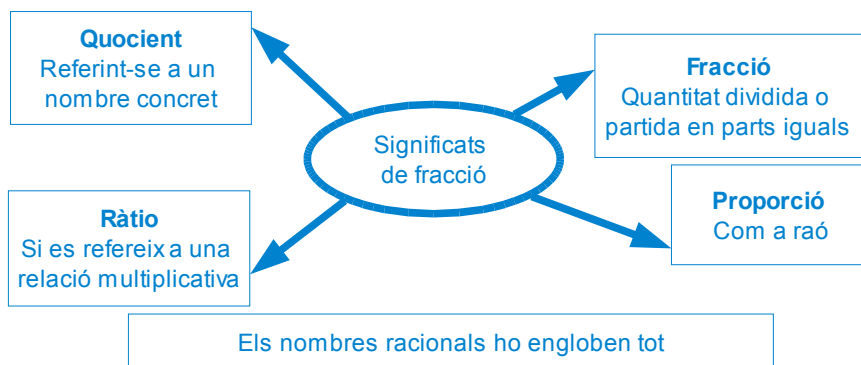 Quocient
Referint-se a un
nombre concret
Fracció
Quantitat dividida o
partida en parts iguals
Significats
de fracció
Ràtio
Si es refereix a una
relació multiplicativa
Proporció
Com a raó
Els nombres racionals ho engloben tot